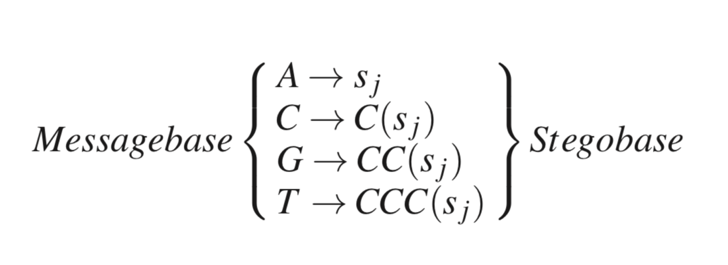 Messagebase
A → s_j
C → C(s_j)
G → CC(s_j)
T → CCC(s_j)
Stegobase